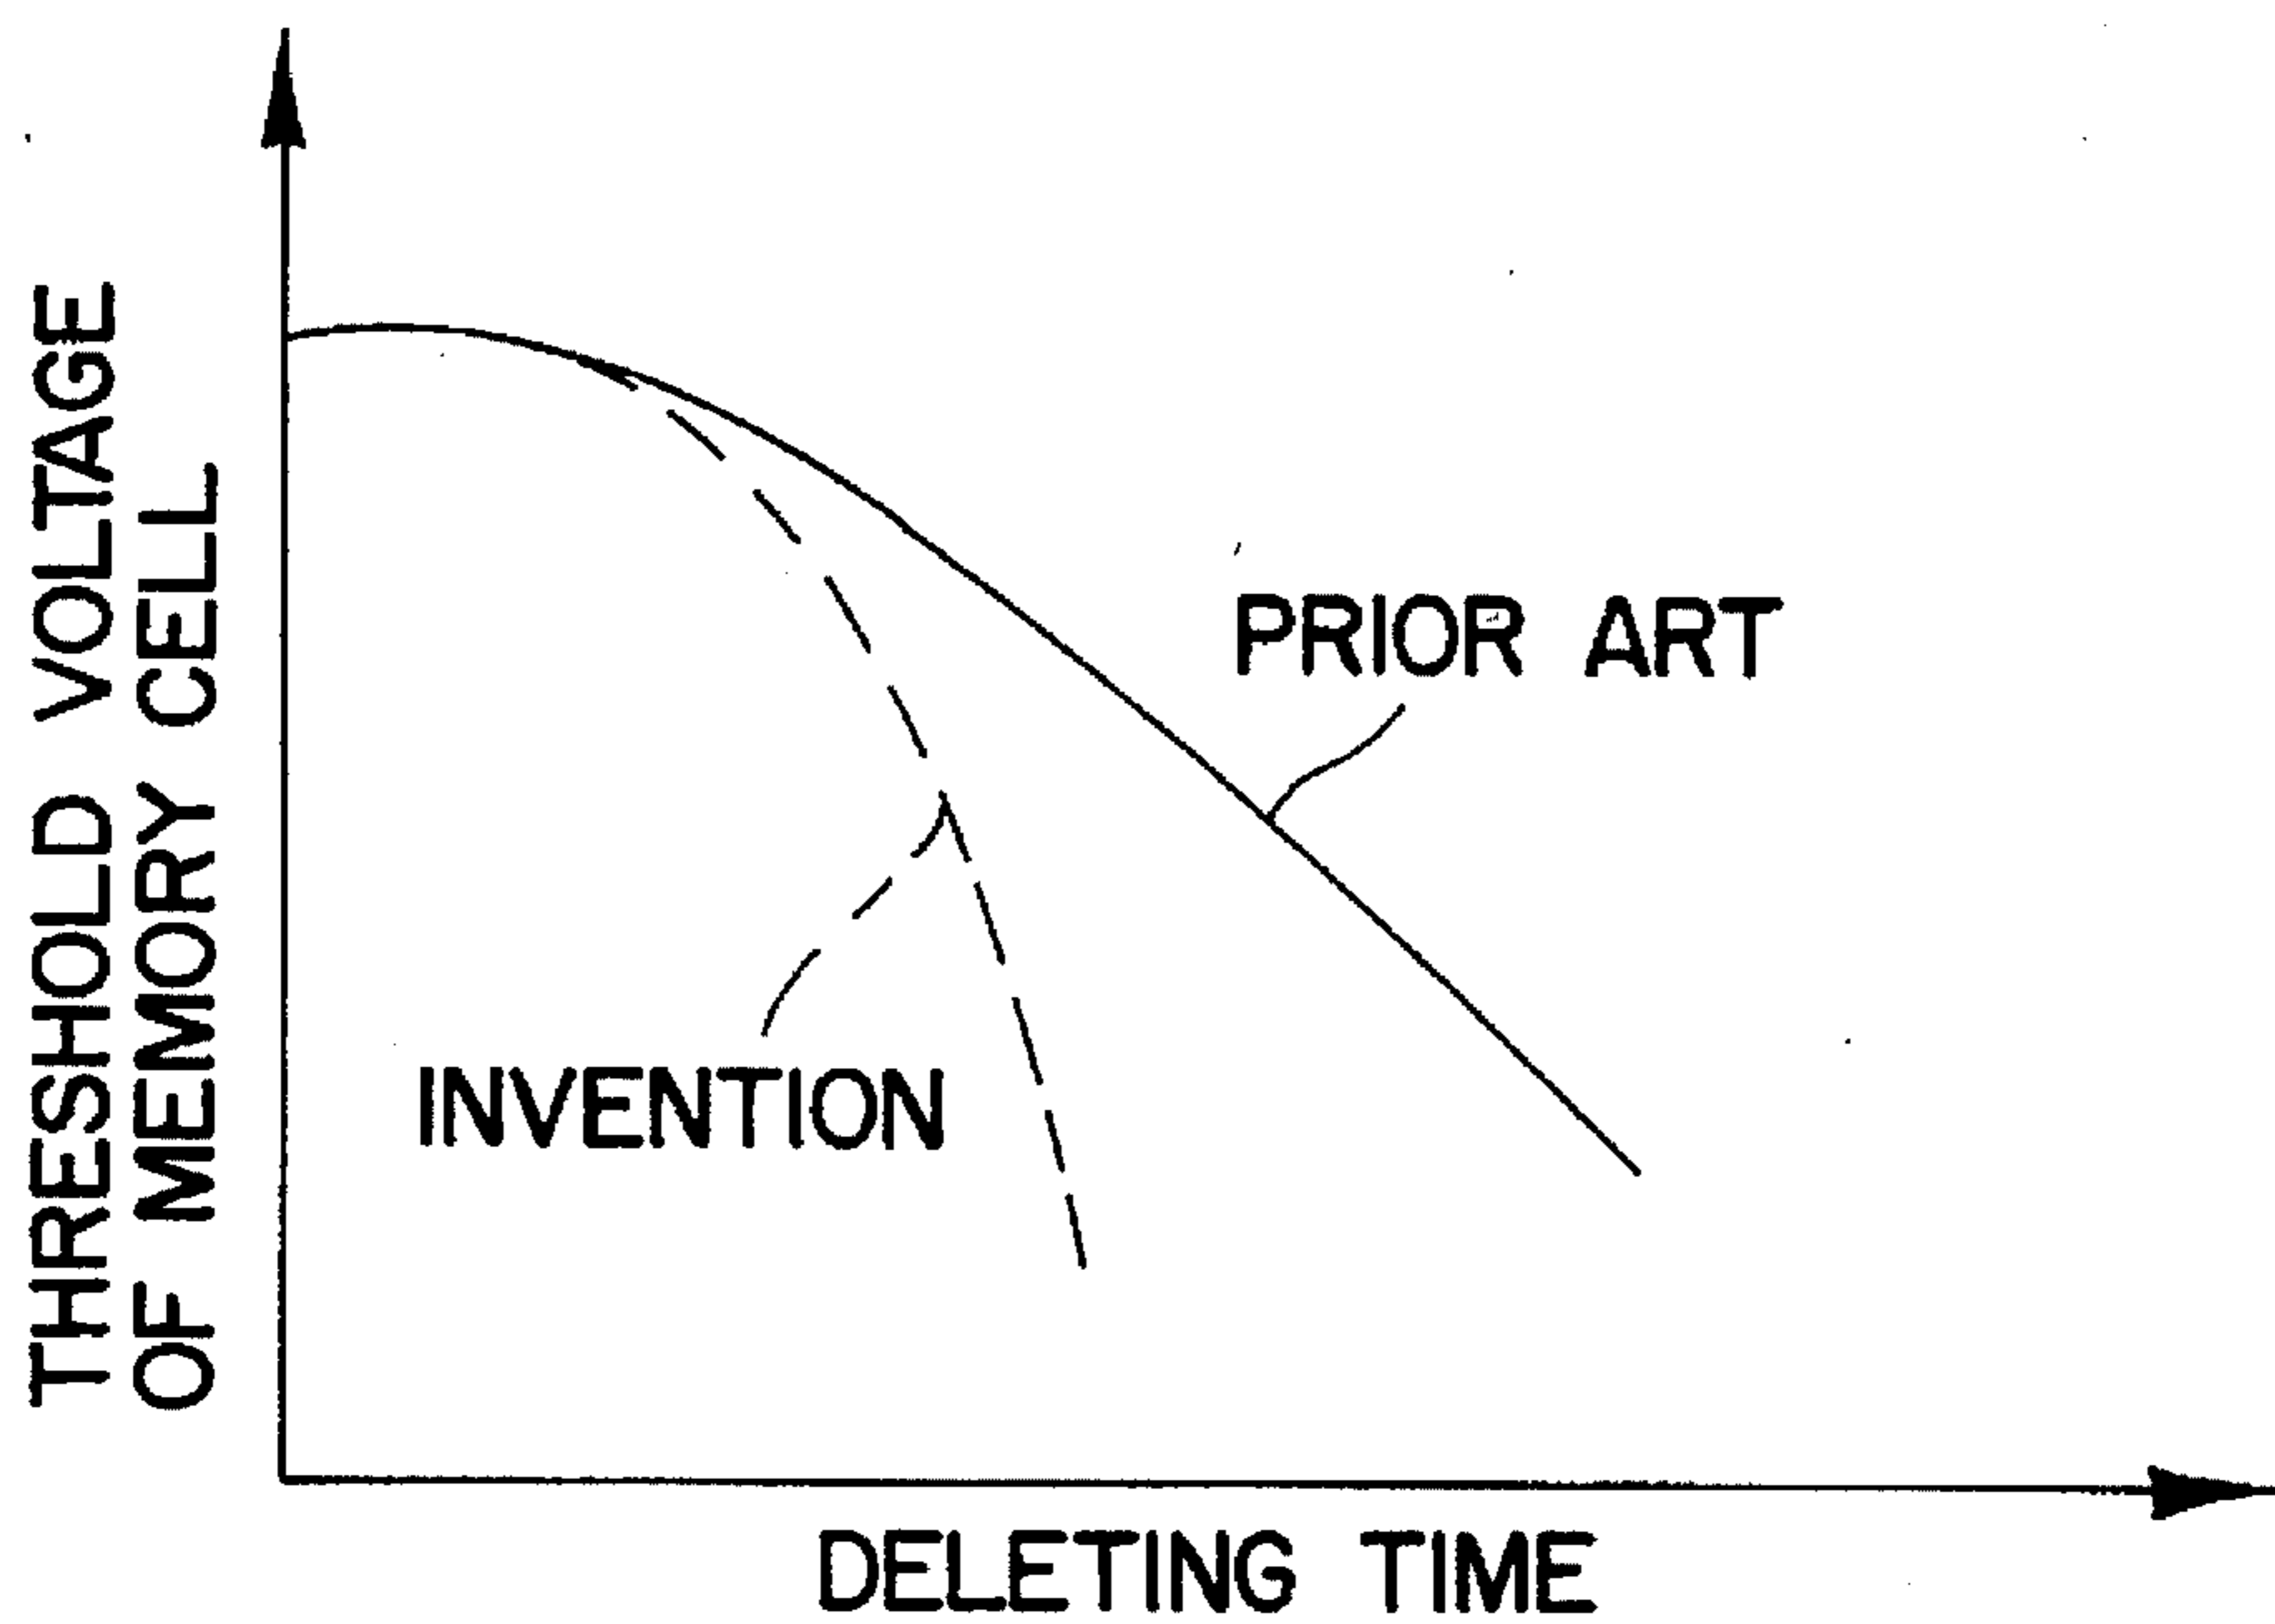 THRESHOLD VOLTAGE
OF MEMORY CELL
PRIOR ART
INVENTION
DELETING TIME